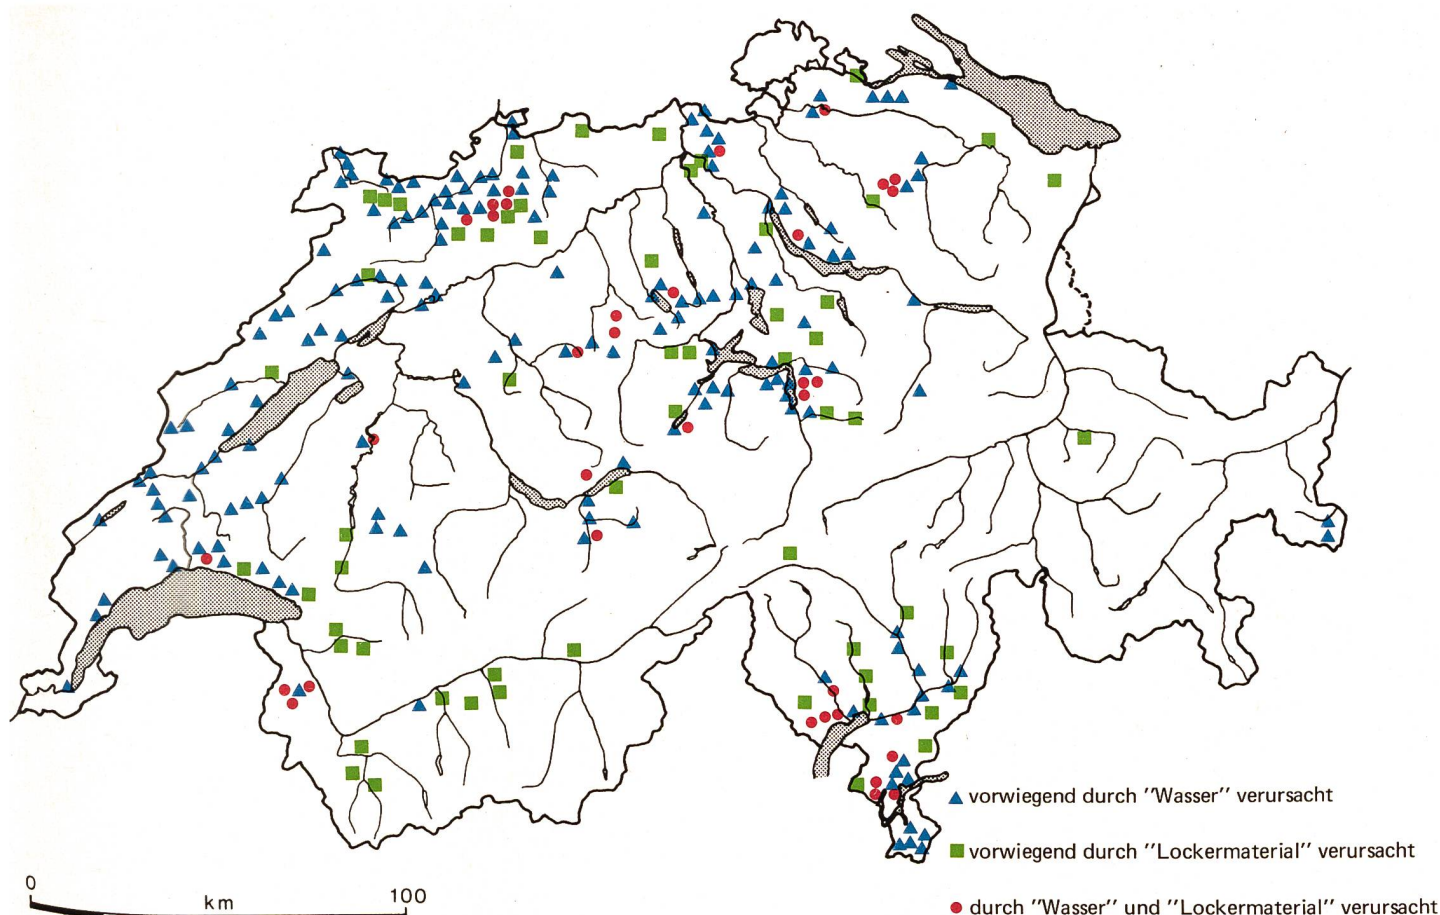 vorwiegend durch "Wasser" verursacht
vorwiegend durch "Lockermaterial" verursacht
0 100
km
durch "Wasser" und "Lockermaterial" verursacht